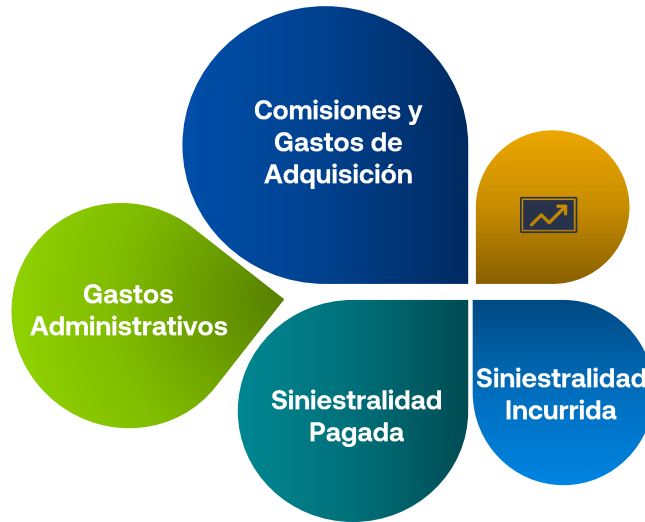 Comisiones y
Gastos de
Adquisición
Gastos
Administrativos
Siniestralidad
Pagada
Siniestralidad
Incurrida